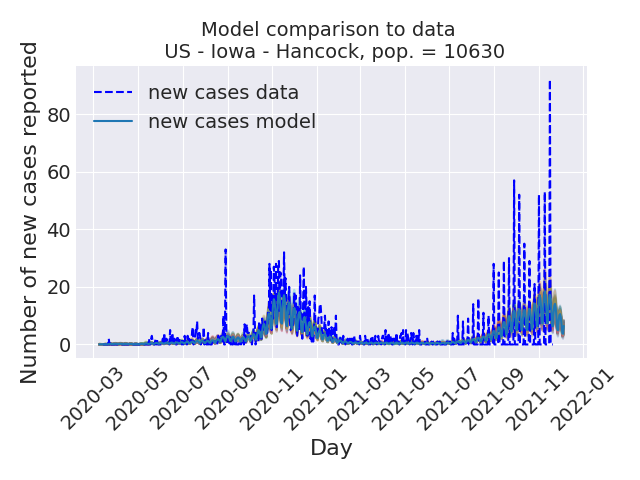 Model comparison to data
US - Iowa - Hancock, pop. = 10630
new cases data
new cases model
Number of new cases reported
80
60
40
20
0
2020-03
2020-05
2020-07
2020-09
2020-11
2021-01
2021-03
2021-05
2021-07
2021-09
2021-11
2022-01
Day